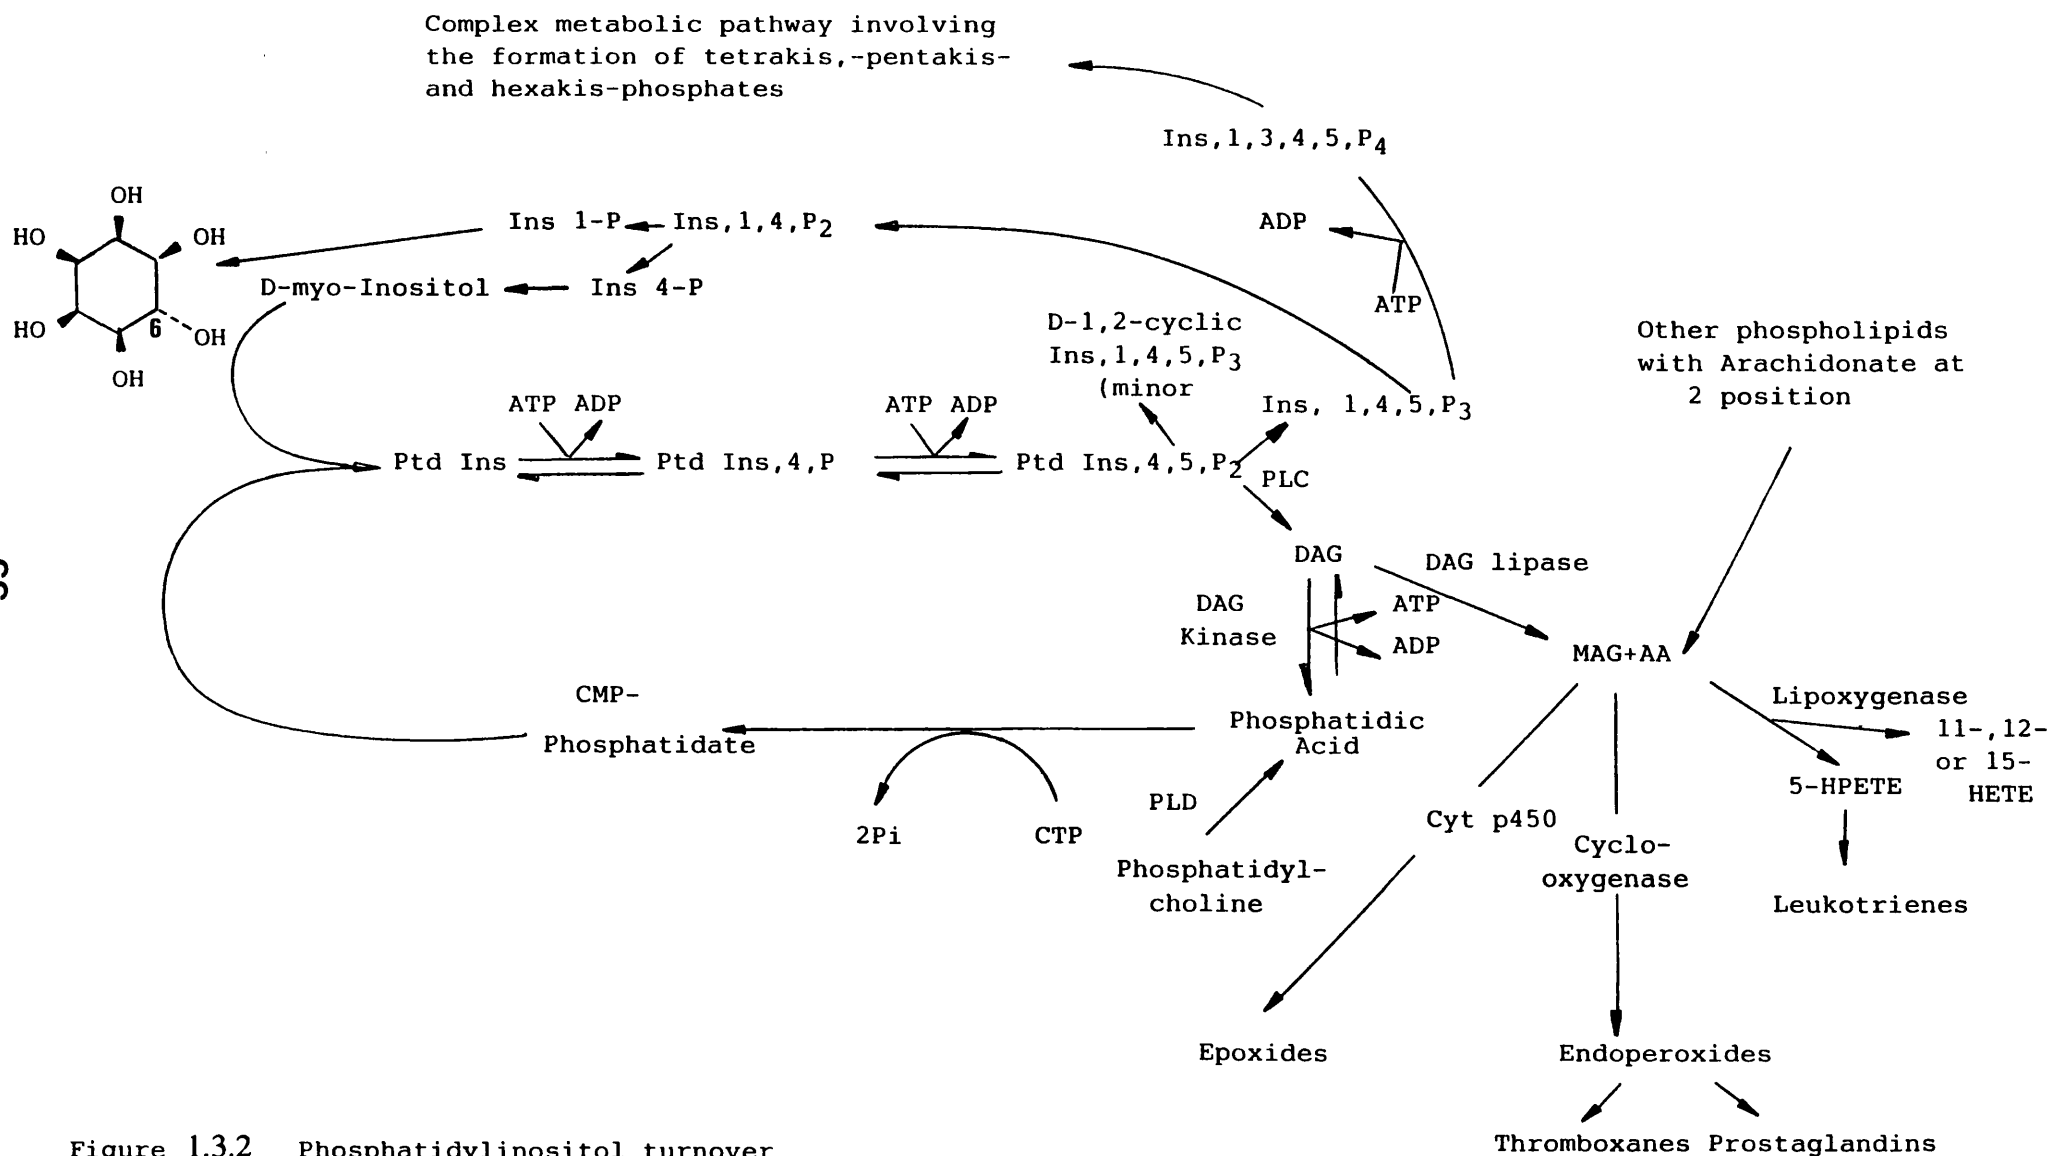 Complex metabolic pathway involving
the formation of tetrakis,-pentakis-
and hexakis-phosphates
Ins,1,3,4,5,P4
OH
HO
OH
Ins 1-P
Ins,1,4,P2
ADP
D-myo-Inositol
Ins 4-P
ATP
HO
6
OH
OH
D-1,2-cyclic
Ins,1,4,5,P3
(minor
Other phospholipids
with Arachidonate at
2 position
ATP ADP
ATP ADP
Ins, 1,4,5,P3
Ptd Ins
Ptd Ins,4,P
Ptd Ins,4,5,P2
PLC
DAG
DAG lipase
DAG
Kinase
ATP
ADP
MAG+AA
CMP-
Phosphatidate
Phosphatidic
Acid
Lipoxygenase
11-,12-
or 15-
HETE
5-HPETE
2Pi
CTP
PLD
Phosphatidyl-
choline
Cyt p450
Cyclo-
oxygenase
Leukotrienes
Epoxides
Endoperoxides
Thromboxanes Prostaglandins
Figure 1.3.2 Phosphatidylinositol turnover